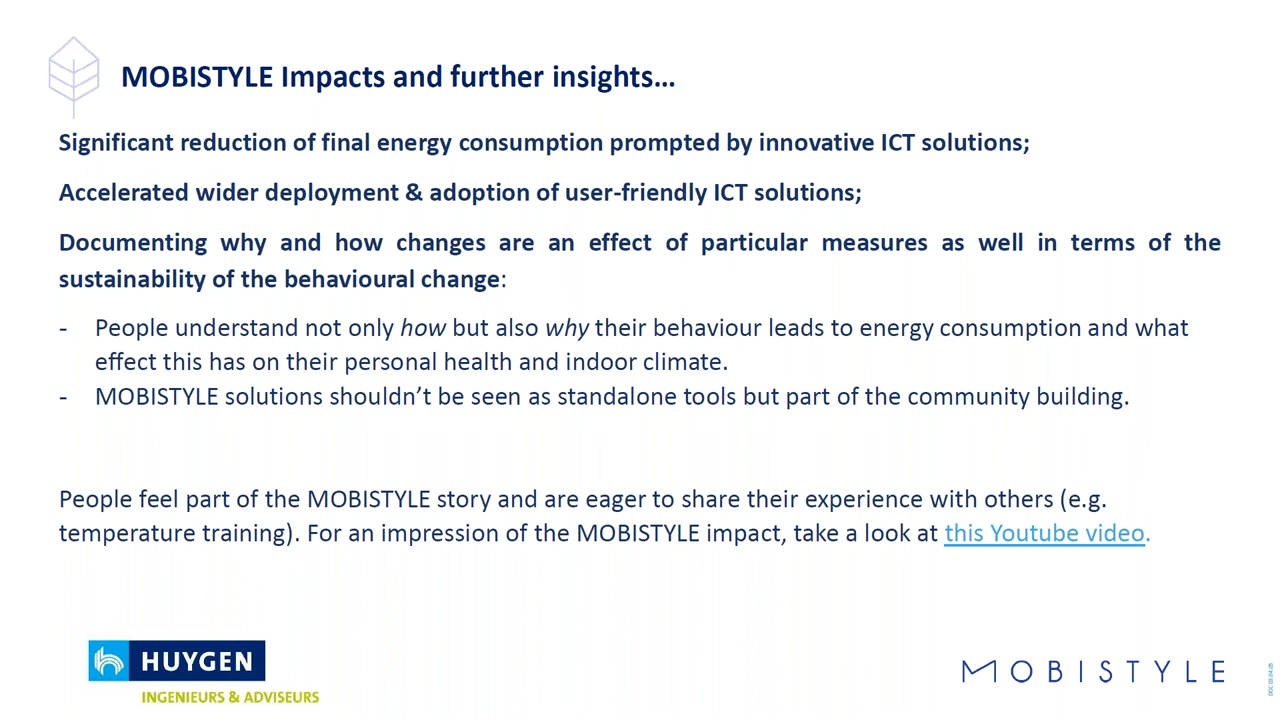 MOBISTYLE Impacts and further insights…
Significant reduction of final energy consumption prompted by innovative ICT solutions;
Accelerated wider deployment & adoption of user-friendly ICT solutions;
Documenting why and how changes are an effect of particular measures as well in terms of the
sustainability of the behavioural change:
- People understand not only how but also why their behaviour leads to energy consumption and what
effect this has on their personal health and indoor climate.
- MOBISTYLE solutions shouldn’t be seen as standalone tools but part of the community building.
People feel part of the MOBISTYLE story and are eager to share their experience with others (e.g.
temperature training). For an impression of the MOBISTYLE impact, take a look at this Youtube video.
HUYGEN
INGENIEURS & ADVISEURS
MOBISTYLE